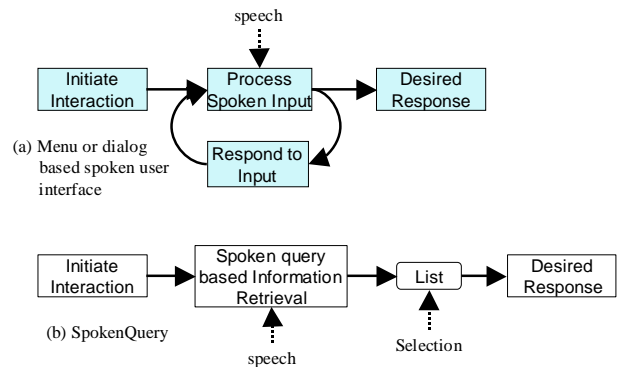 speech
Initiate
Interaction
Process
Spoken Input
Desired
Response
(a) Menu or dialog
based spoken user
interface
Respond to
Input
Initiate
Interaction
Spoken query
based Information
Retrieval
List
Desired
Response
(b) SpokenQuery
speech
Selection